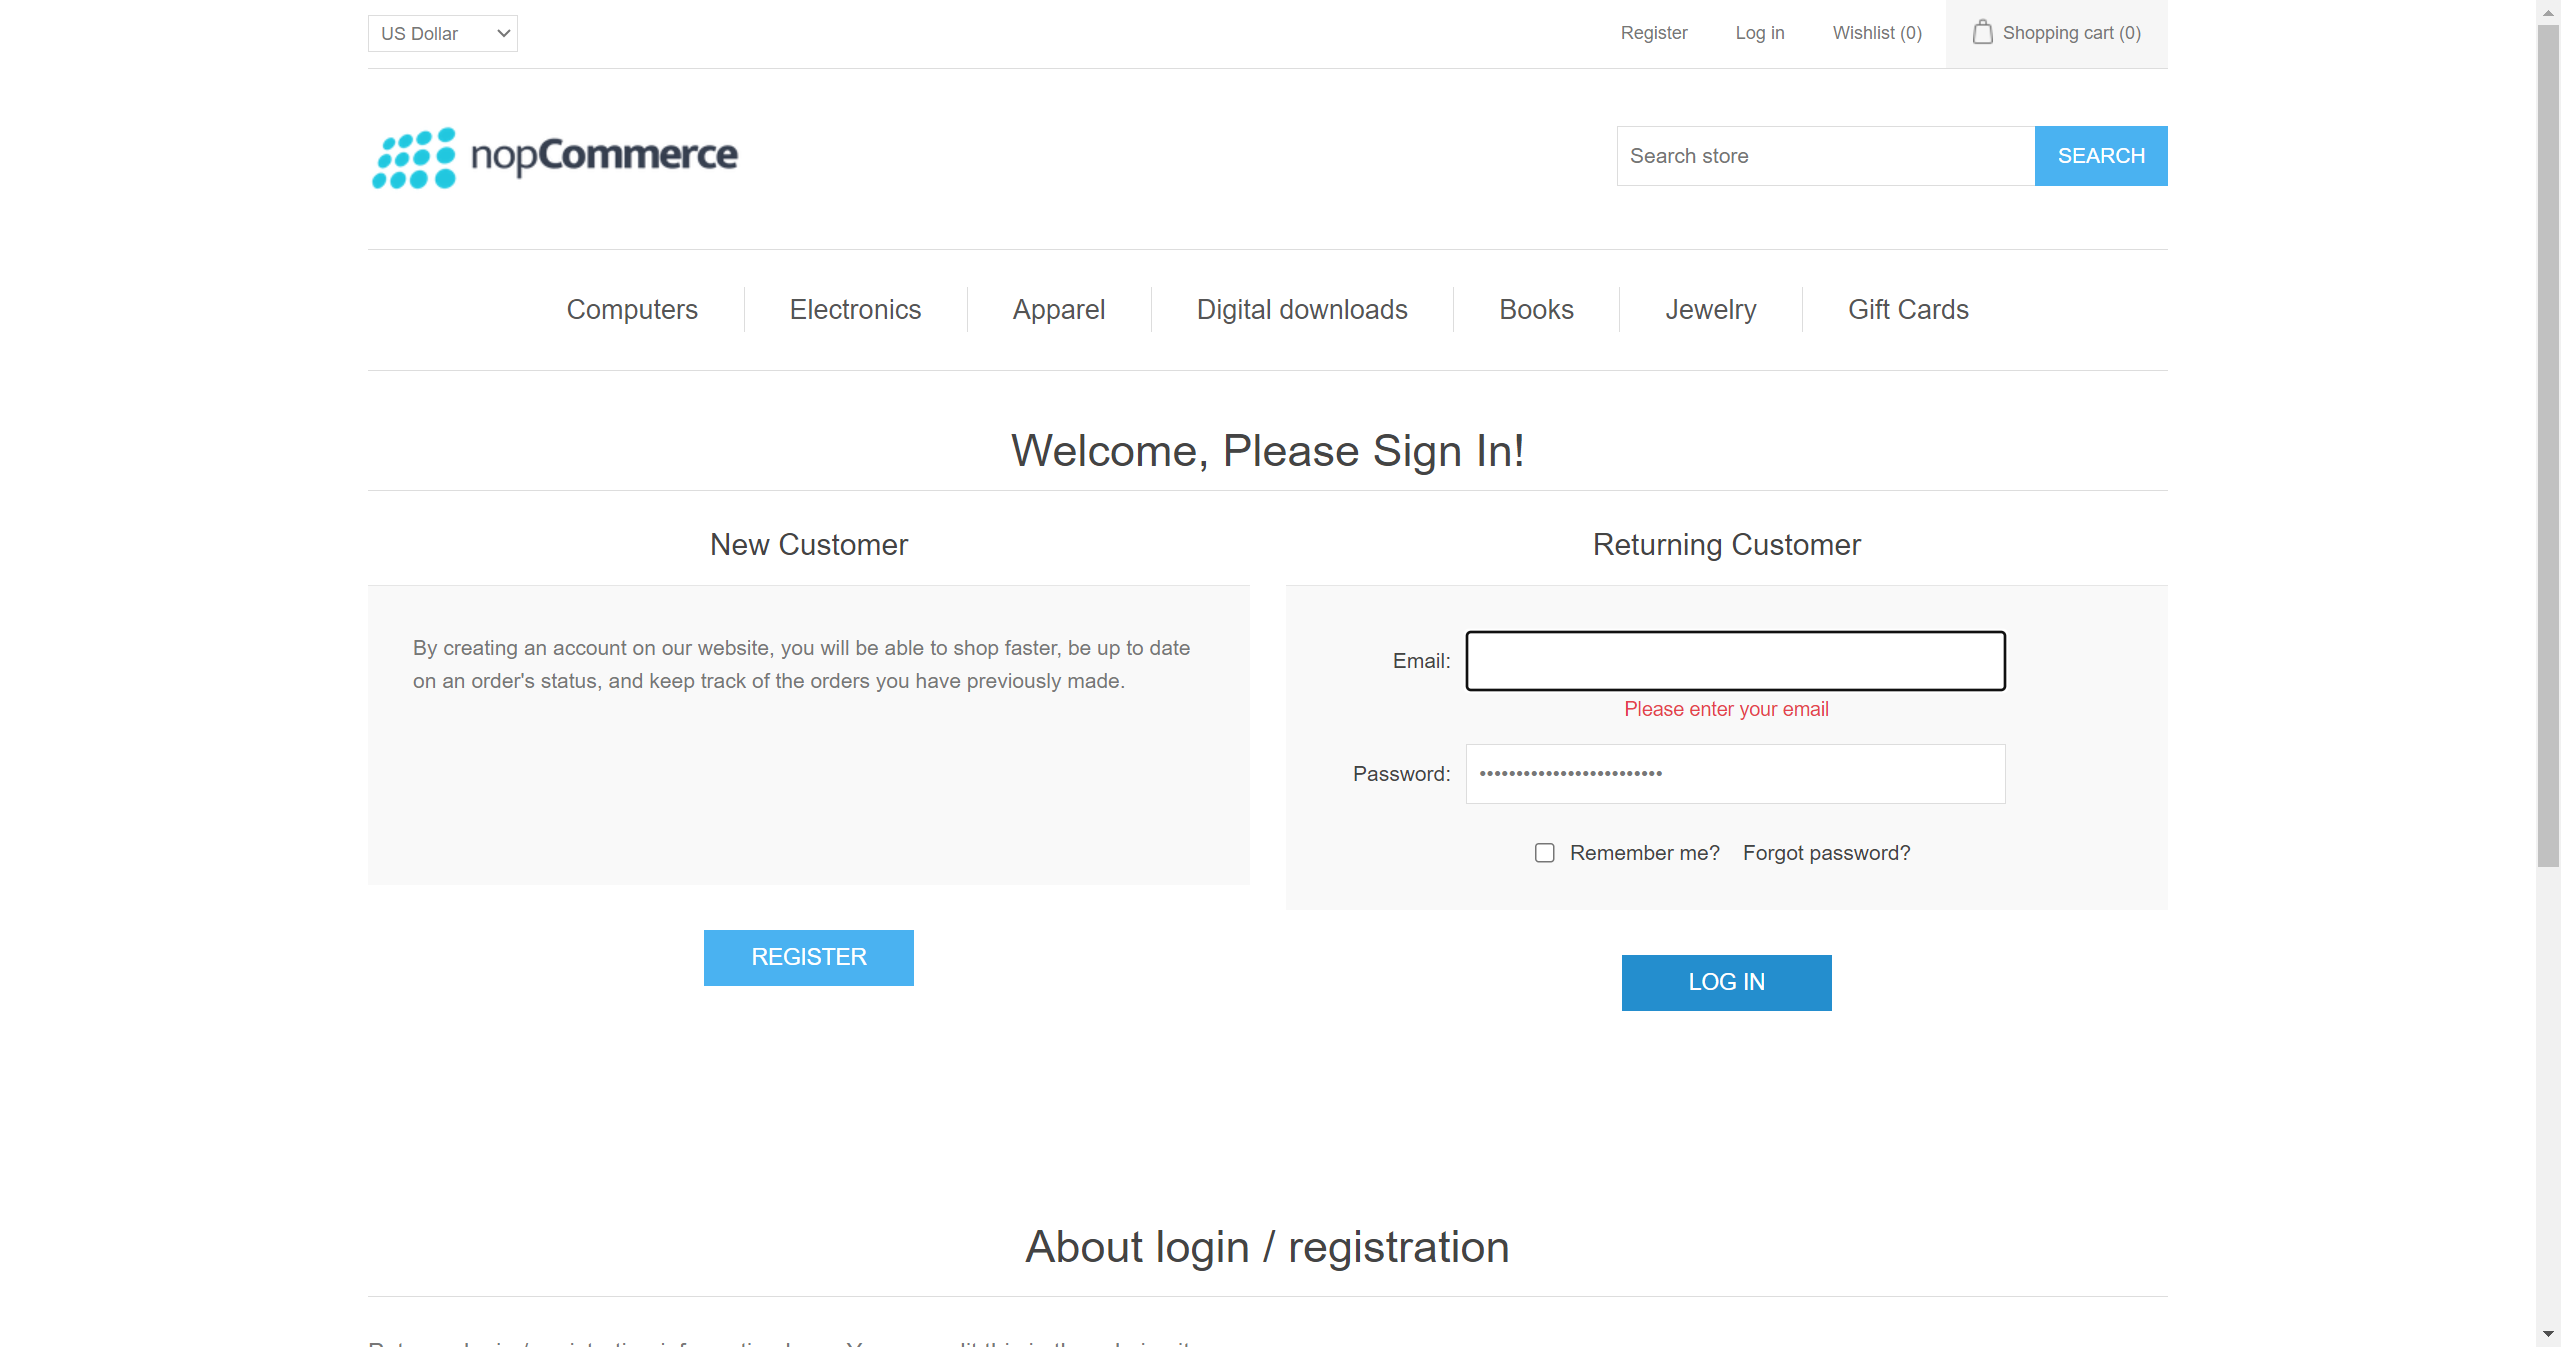 US Dollar
Register
Log in
Wishlist (0)
Shopping cart (0)
nopCommerce
Search store
SEARCH
Computers
Electronics
Apparel
Digital downloads
Books
Jewelry
Gift Cards
Welcome, Please Sign In!
New Customer
By creating an account on our website, you will be able to shop faster, be up to date
on an order's status, and keep track of the orders you have previously made.
REGISTER
Returning Customer
Email:
Please enter your email
Password:
•••••••••••••••••••••••••
Remember me?
Forgot password?
LOG IN
About login / registration